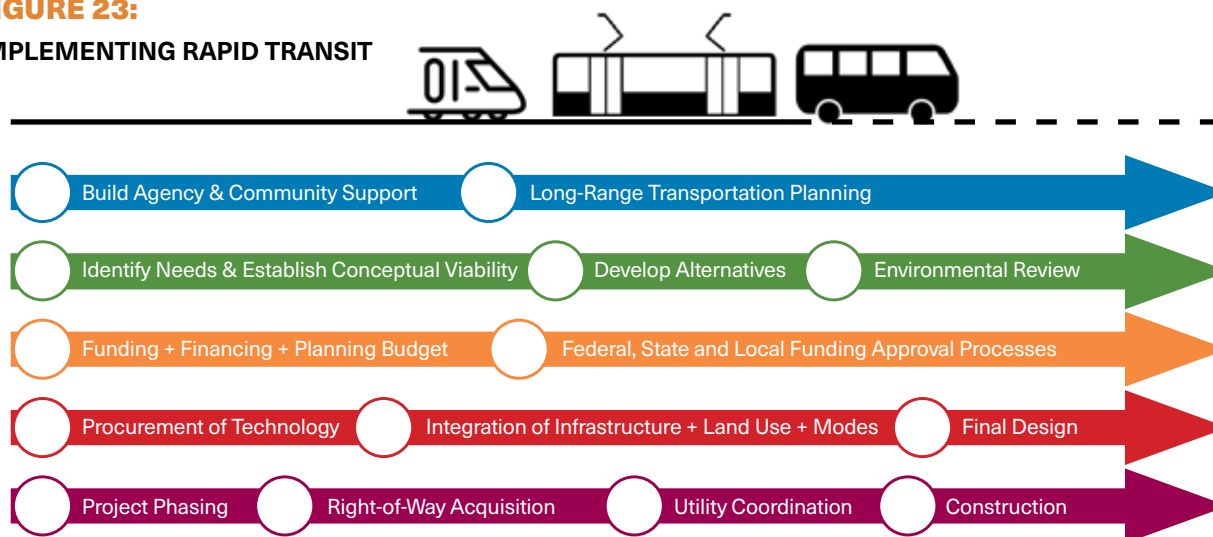 IGURE 23:
MPLEMENTING RAPID TRANSIT
Build Agency & Community Support Long-Range Transportation Planning
Identify Needs & Establish Conceptual Viability Develop Alternatives Environmental Review
Funding + Financing + Planning Budget Federal, State and Local Funding Approval Processes
Procurement of Technology Integration of Infrastructure + Land Use + Modes Final Design
Project Phasing Right-of-Way Acquisition Utility Coordination Construction